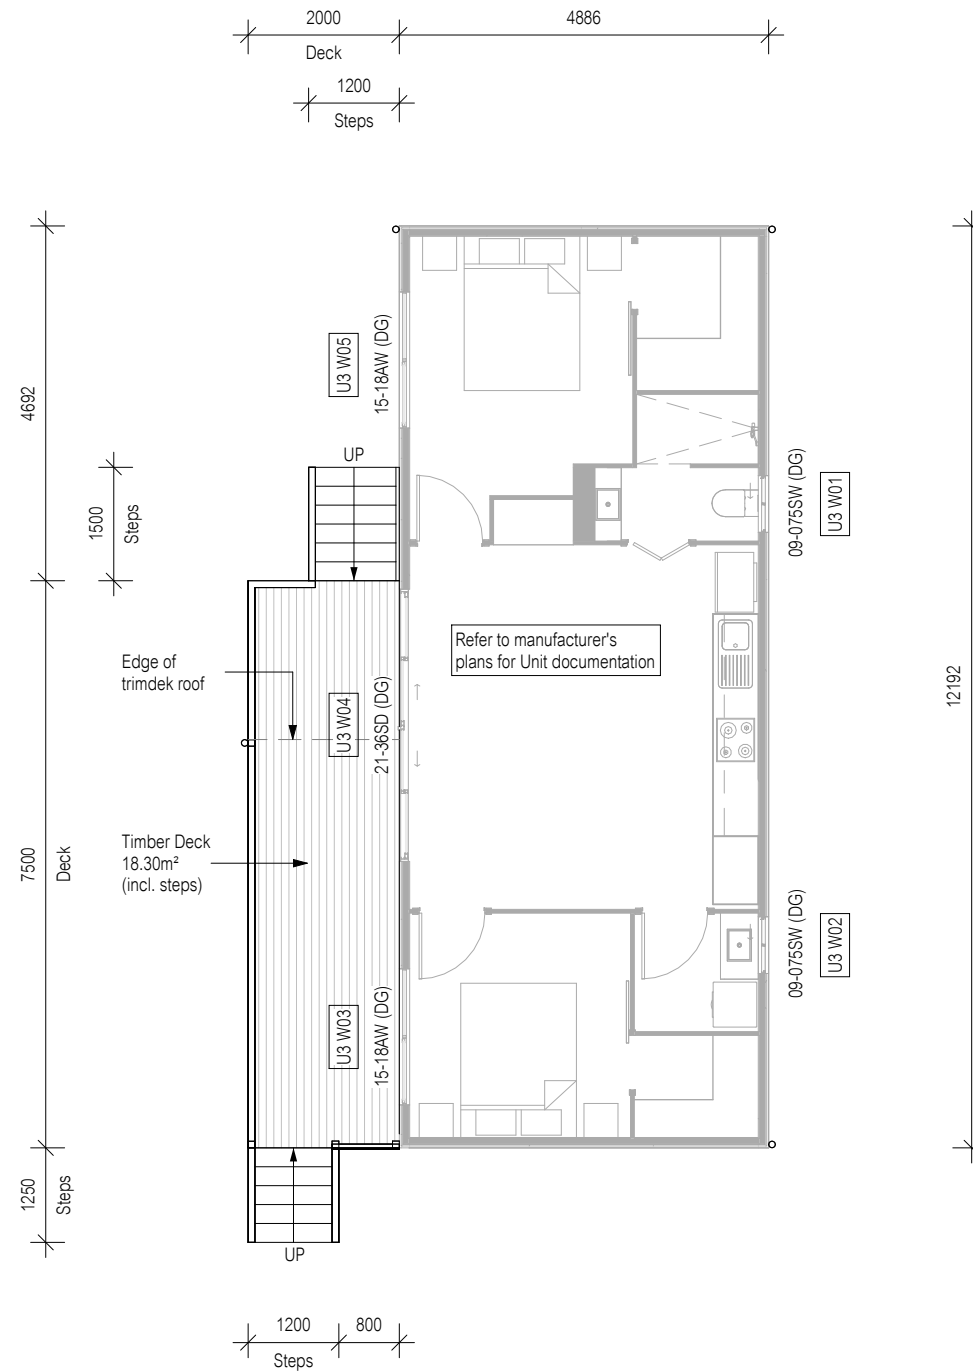 2000
4886
Deck
1200
Steps
4692
U3 W05
15-18AW (DG)
UP
1500
Steps
09-075SW (DG)
U3 W01
Refer to manufacturer's
plans for Unit documentation
Edge of
trimdek roof
U3 W04
21-36SD (DG)
12192
Timber Deck
18.30m²
(incl. steps)
7500
Deck
09-075SW (DG)
U3 W02
U3 W03
15-18AW (DG)
1250
Steps
UP
1200
800
Steps